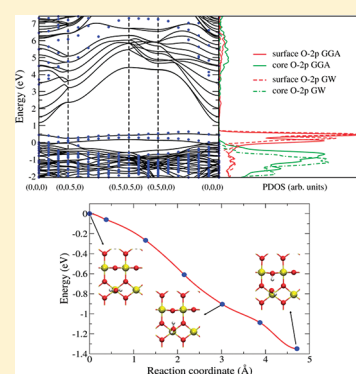 7
6
5
4
3
2
1
0
-1
-2
Energy (eV)
surface O-2p GGA
core O-2p GGA
surface O-2p GW
core O-2p GW
(0,0,0) (0,0.5,0) (0.5,0.5,0) (0.5,0,0) (0,0,0) PDOS (arb. units)
0
-0.2
-0.4
-0.6
-0.8
-1
-1.2
-1.4
Energy (eV)
0 1 2 3 4 5
Reaction coordinate (Å)